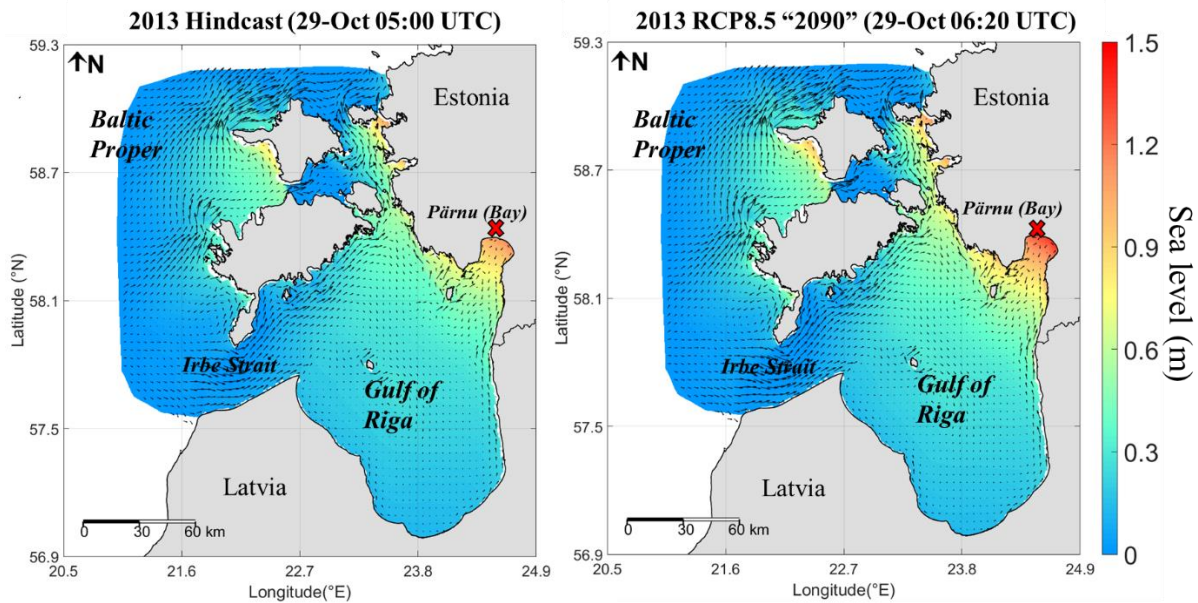 2013 Hindcast (29-Oct 05:00 UTC)
59.3
58.7
58.1
57.5
56.9
Latitude (°N)
↑N
Estonia
Baltic
Proper
Pärnu (Bay)
Irbe Strait
Gulf of
Riga
Latvia
0 30 60 km
20.5 21.6 22.7 23.8 24.9
Longitude(°E)
2013 RCP8.5 “2090” (29-Oct 06:20 UTC)
59.3
58.7
58.1
57.5
56.9
Latitude (°N)
↑N
Estonia
Baltic
Proper
Pärnu (Bay)
Irbe Strait
Gulf of
Riga
Latvia
0 30 60 km
20.5 21.6 22.7 23.8 24.9
Longitude(°E)
1.5
1.2
0.9
0.6
0.3
0
Sea level (m)